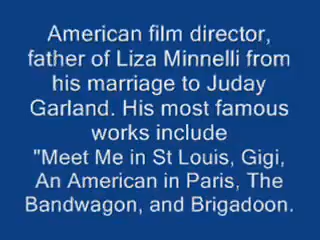 American film director,
father of Liza Minnelli from
his marriage to Juday
Garland. His most famous
works include
"Meet Me in St Louis, Gigi,
An American in Paris, The
Bandwagon, and Brigadoon.